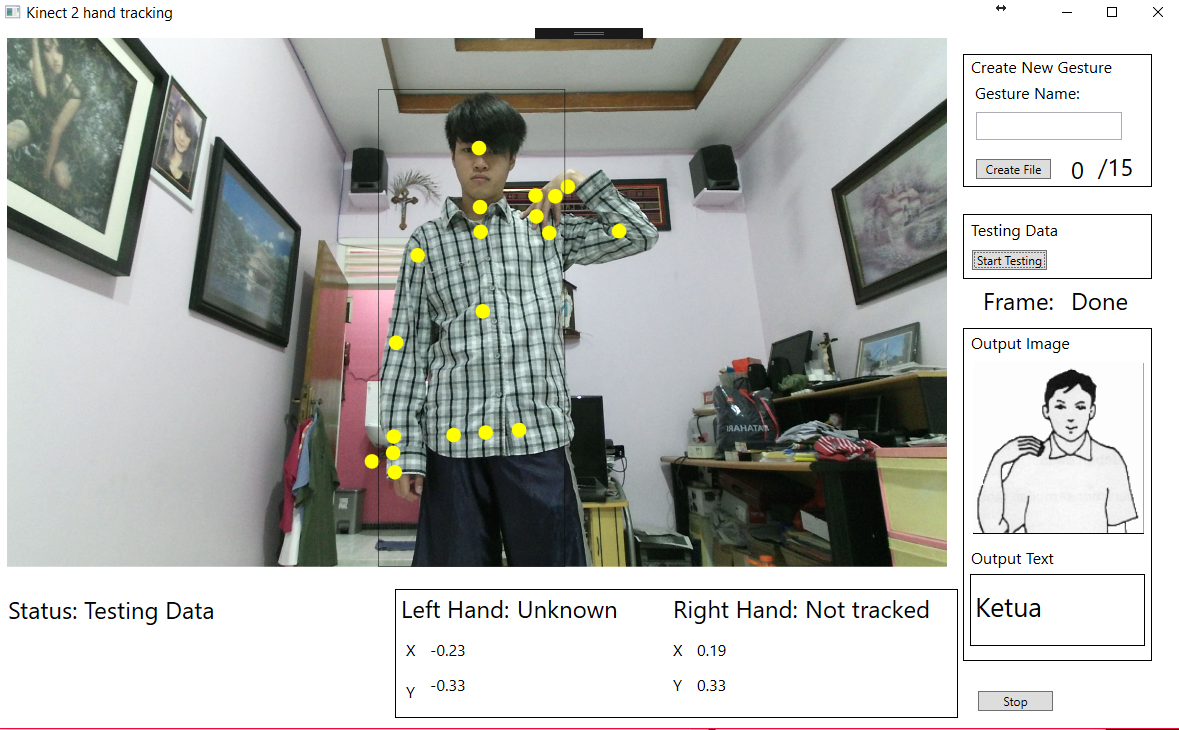 Kinect 2 hand tracking
Create New Gesture
Gesture Name:
Create File 0 /15
Testing Data
Start Testing
Frame: Done
Output Image
MAHATAR
Output Text
Ketua
Status: Testing Data
Left Hand: Unknown Right Hand: Not tracked
X -0.23 X 0.19
Y -0.33 Y 0.33
Stop